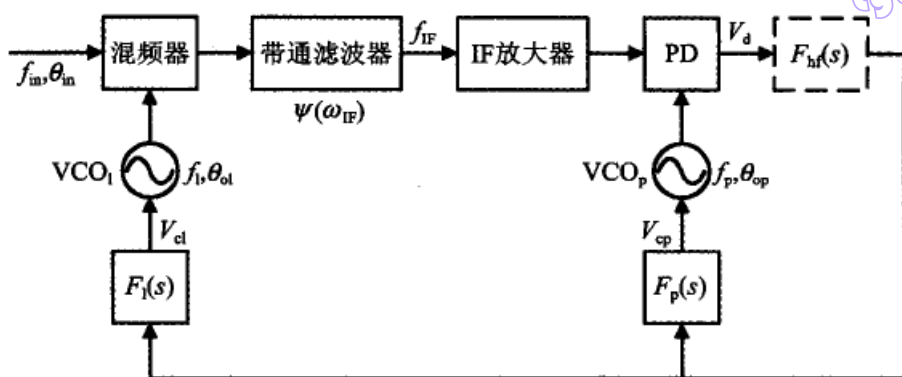 混频器
带通滤波器
f_IF
IF放大器
PD
V_d
F_hf(s)
f_in,θ_in
Ψ(ω_IF)
VCO_l
f_l,θ_ol
VCO_p
f_p,θ_op
V_cl
V_cp
F_l(s)
F_p(s)